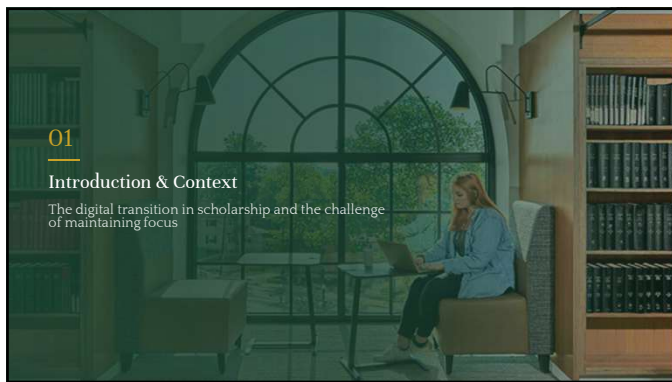 01
Introduction & Context
The digital transition in scholarship and the challenge
of maintaining focus